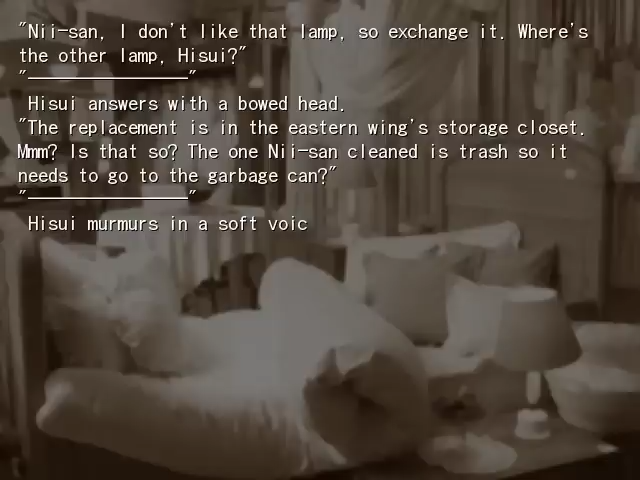 "Nii-san, I don't like that lamp, so exchange it. Where's
the other lamp, Hisui?"
"————————"
Hisui answers with a bowed head.
"The replacement is in the eastern wing's storage closet.
Mmm? Is that so? The one Nii-san cleaned is trash so it
needs to go to the garbage can?"
"————————"
Hisui murmurs in a soft voic